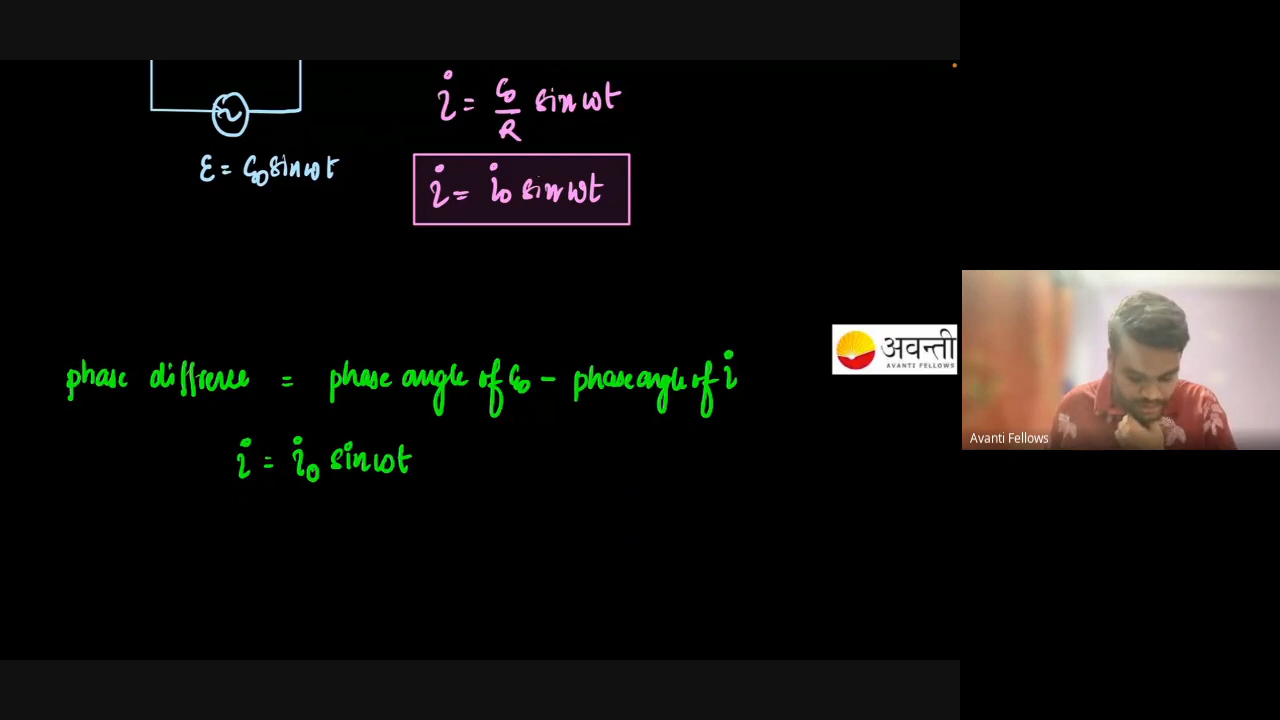 i = ε₀/R sin ωt
ε = ε₀ sin ωt
i = i₀ sin ωt
अवन्ती
AVANTI FELLOWS
phase diffrence = phase angle of ε₀ - phase angle of i
i = i₀ sin ωt
Avanti Fellows